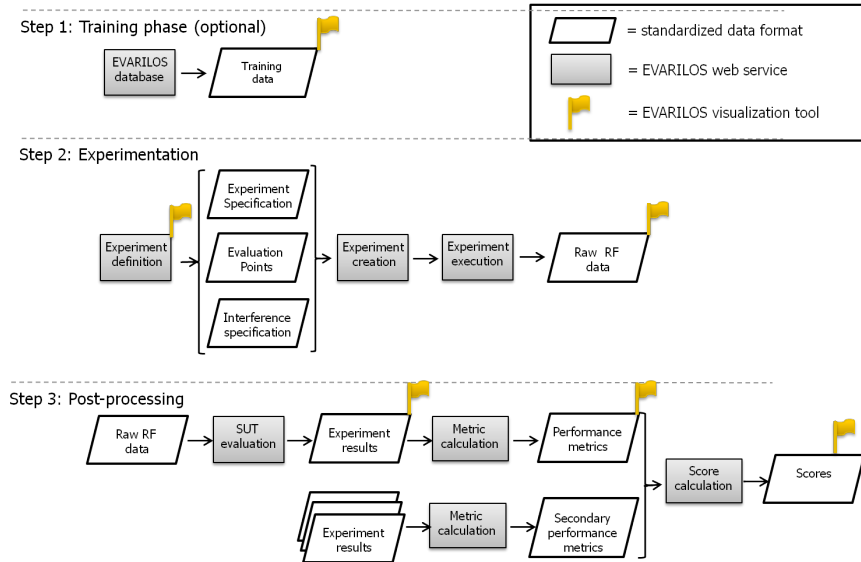 Step 1: Training phase (optional)
EVARILOS
database
Training
data
= standardized data format
= EVARILOS web service
= EVARILOS visualization tool
Step 2: Experimentation
Experiment
Specification
Experiment
definition
Evaluation
Points
Interference
specification
Experiment
creation
Experiment
execution
Raw RF
data
Step 3: Post-processing
Raw RF
data
SUT
evaluation
Experiment
results
Metric
calculation
Performance
metrics
Score
calculation
Scores
Experiment
results
Metric
calculation
Secondary
performance
metrics